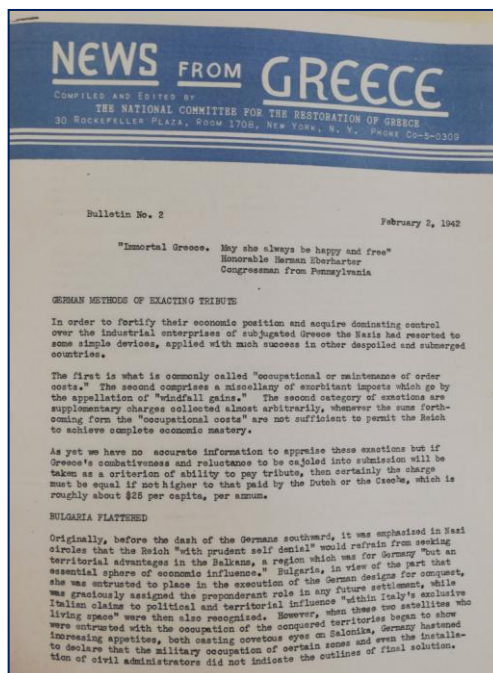 NEWS FROM GREECE
COMPILED AND EDITED BY
THE NATIONAL COMMITTEE FOR THE RESTORATION OF GREECE
30 ROCKEFELLER PLAZA, ROOM 1709, NEW YORK, N. Y. PHONE CO-5-0309
Bulletin No. 2
February 2, 1942
"Immortal Greece. May she always be happy and free"
Honorable Herman Eberharter
Congressman from Pennsylvania
GERMAN METHODS OF EXACTING TRIBUTE
In order to fortify their economic position and acquire dominating control
over the industrial enterprises of subjugated Greece the Nazis had resorted to
some simple devices, applied with much success in other despoiled and submerged
countries.
The first is what is commonly called "occupational or maintenance of order
costs." The second comprises a miscellany of exorbitant imposts which go by
the appellation of "windfall gains." The second category of exactions are
supplementary charges collected almost arbitrarily, whenever the sums forth-
coming form the "occupational costs" are not sufficient to permit the Reich
to achieve complete economic mastery.
As yet we have no accurate information to appraise these exactions but if
Greece's combativeness and reluctance to be cajoled into submission will be
taken as a criterion of ability to pay tribute, then certainly the charge
must be equal if not higher to that paid by the Dutch or the Czechs, which is
roughly about $25 per capita, per annum.
BULGARIA FLATTERED
Originally, before the dash of the Germans southward, it was emphasized in Nazi
circles that the Reich "with prudent self denial" would refrain from seeking
territorial advantages in the Balkans, a region which was for Germany "but an
essential sphere of economic influence." Bulgaria, in view of the part that
she was entrusted to place in the execution of the German designs for conquest,
was graciously assigned the preponderant role in any future settlement, while
Italian claims to political and territorial influence "within Italy's exclusive
living space" were then also recognized. However, when these two satellites who
were entrusted with the occupation of the conquered territories began to show
increasing appetites, both casting covetous eyes on Salonika, Germany hastened
to declare that the military occupation of certain zones and even the installa-
tion of civil administrators did not indicate the outlines of final solution.